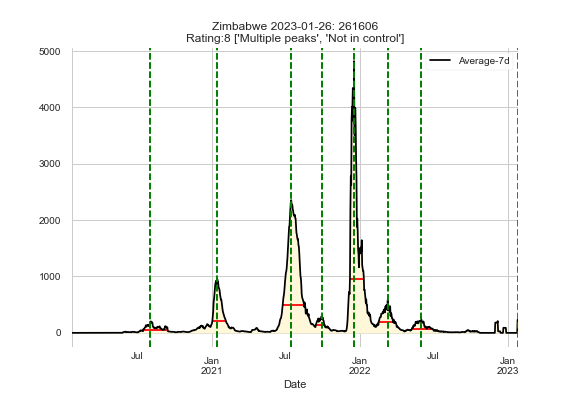 Zimbabwe 2023-01-26: 261606
Rating:8 ['Multiple peaks', 'Not in control']
Average-7d
5000
4000
3000
2000
1000
0
Jul
Jan
2021
Jul
Jan
2022
Jul
Jan
2023
Date